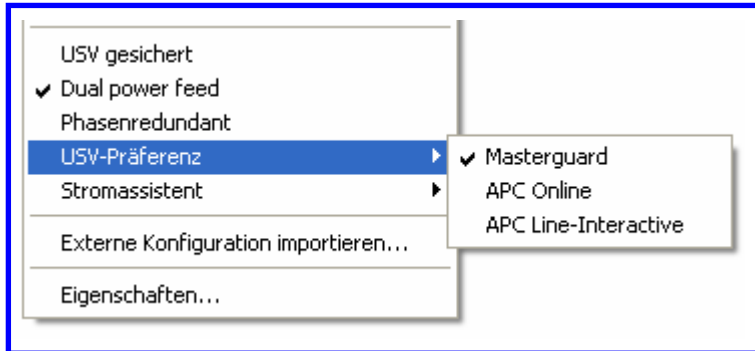 USV gesichert
Dual power feed
Phasenredundant
USV-Präferenz
Stromassistent
Externe Konfiguration importieren...
Eigenschaften...
Masterguard
APC Online
APC Line-Interactive